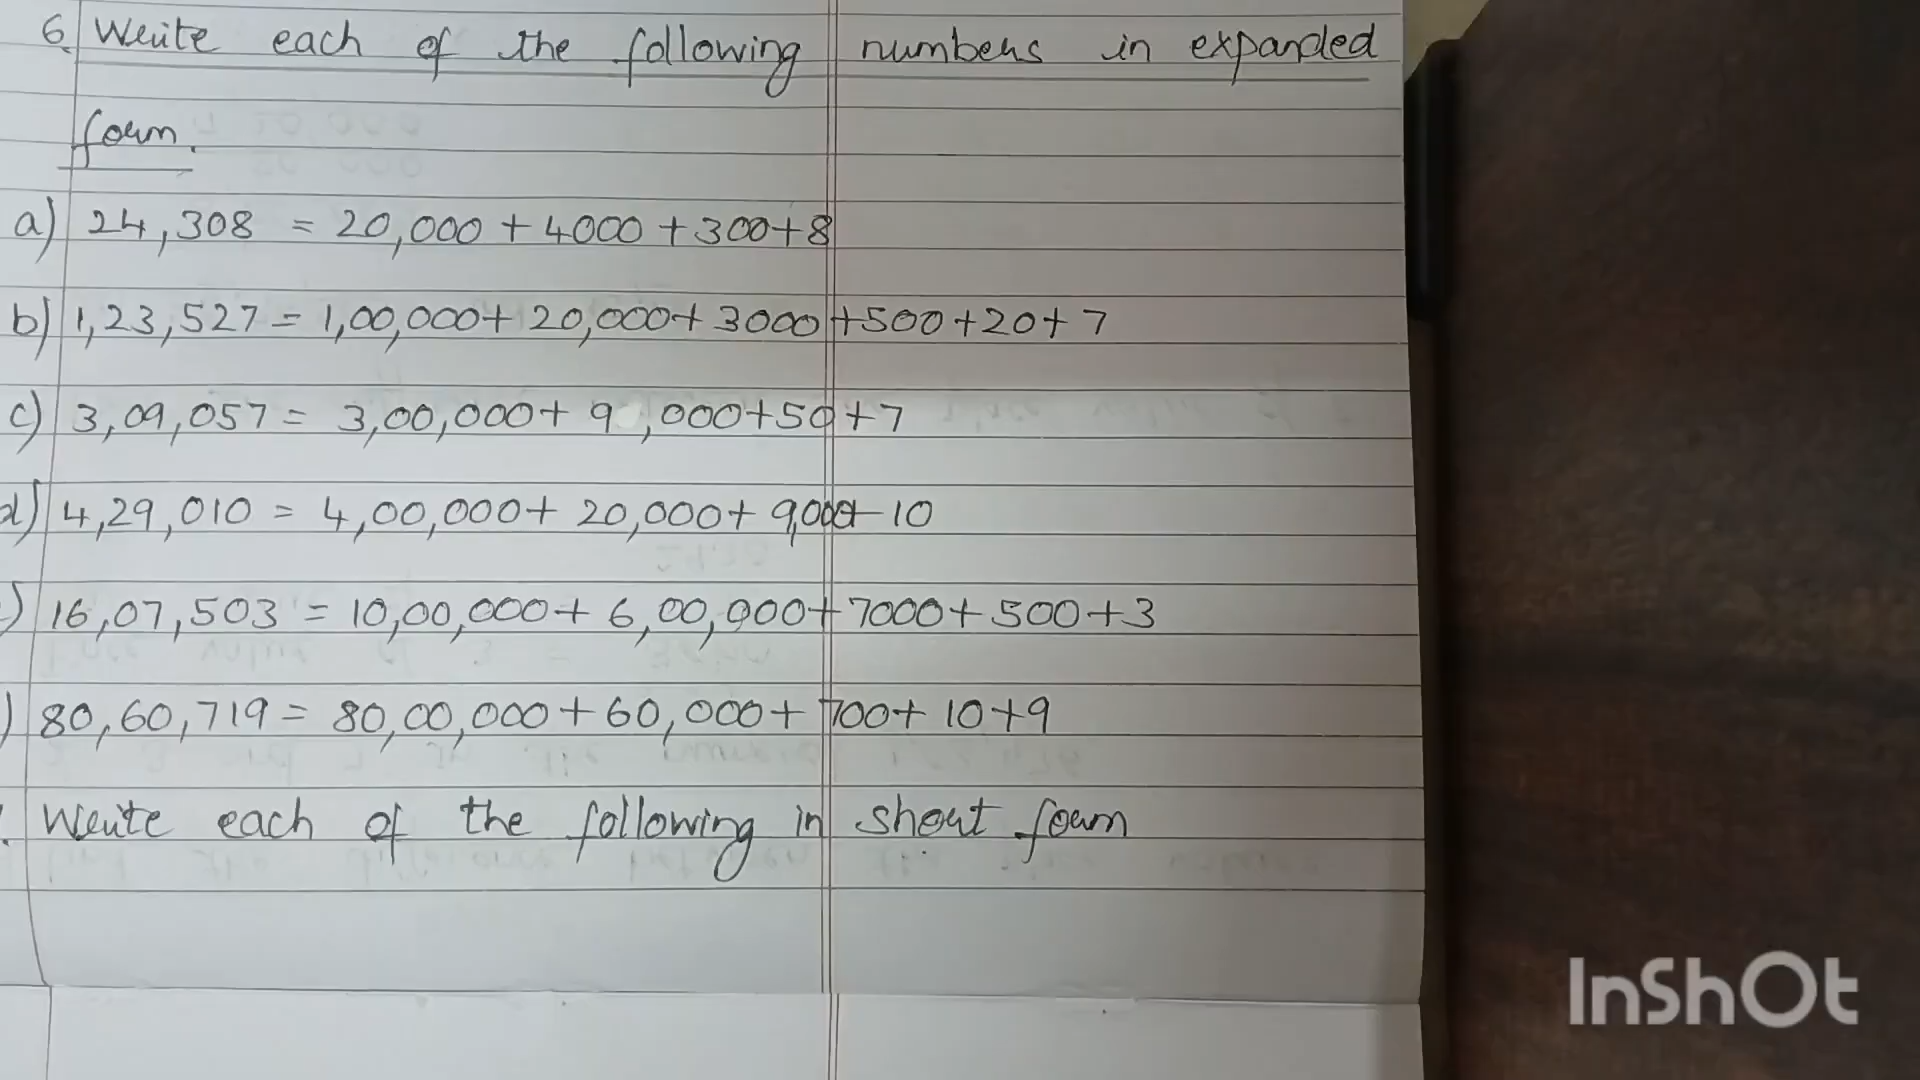 6. Write each of the following numbers in expanded
form.
a) 24,308 = 20,000 + 4000 + 300 + 8
b) 1,23,527 = 1,00,000 + 20,000 + 3000 + 500 + 20 + 7
c) 3,09,057 = 3,00,000 + 9 ,000 + 50 + 7
d) 4,29,010 = 4,00,000 + 20,000 + 9,000 + 10
) 16,07,503 = 10,00,000 + 6,00,000 + 7000 + 500 + 3
) 80,60,719 = 80,00,000 + 60,000 + 700 + 10 + 9
. Write each of the following in short form
InShOt